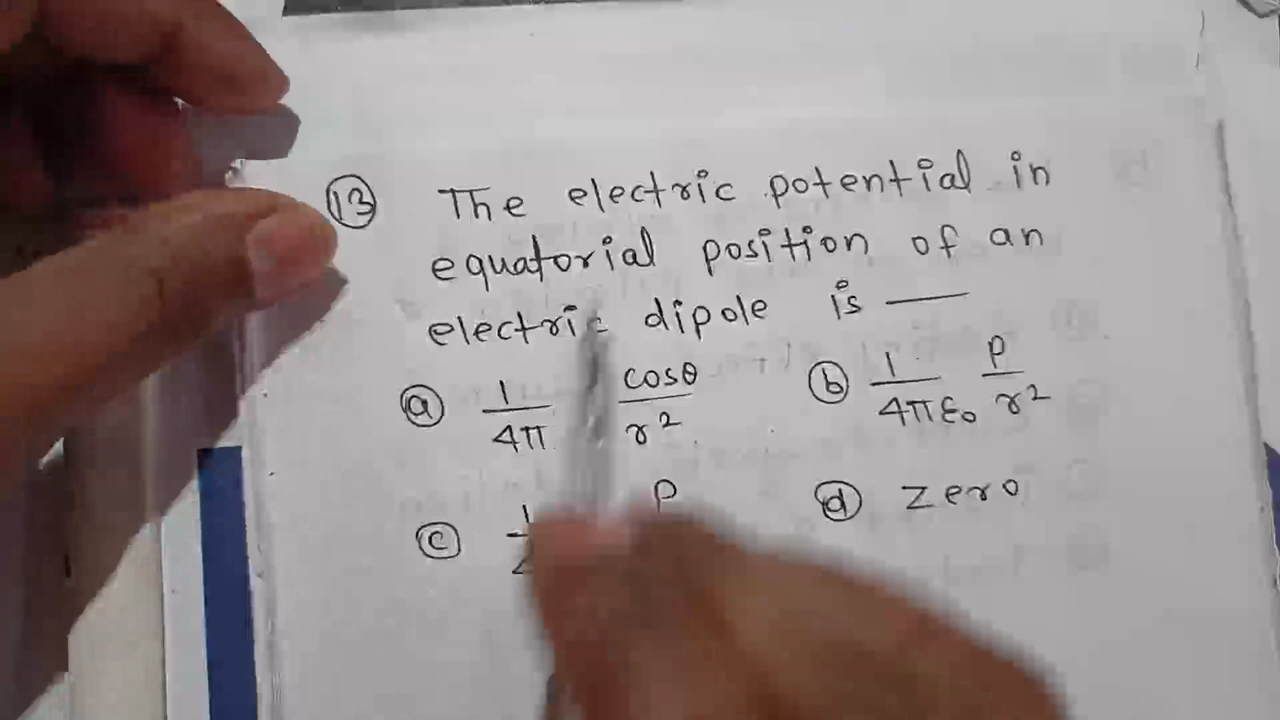 ⑬ The electric potential in
equatorial position of an
electric dipole is ——
ⓐ 1/4π cosθ/r² ⓑ 1/4πε₀ P/r²
ⓒ P ⓓ zero